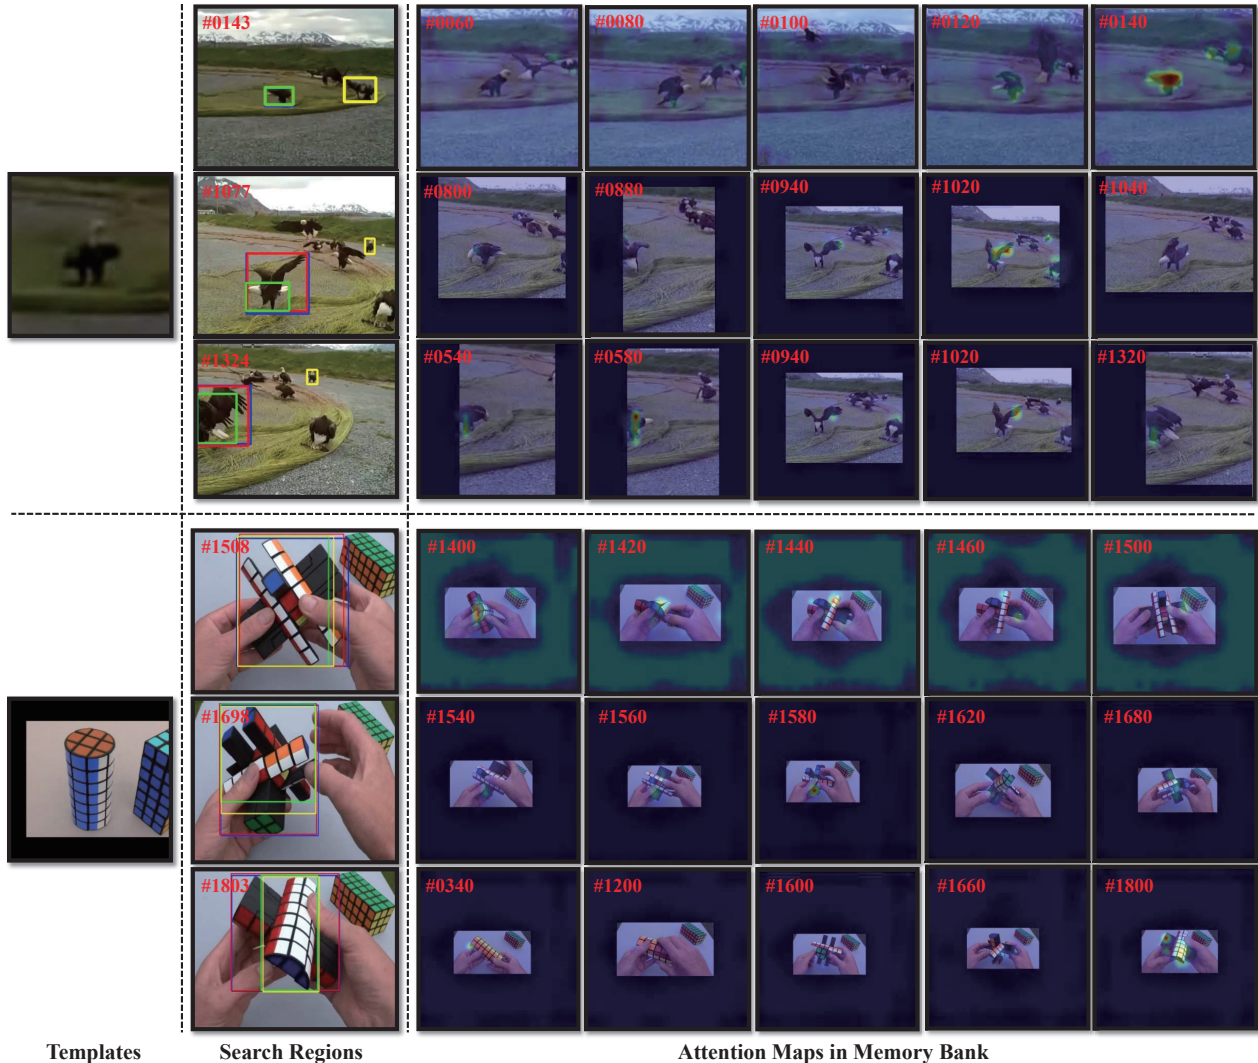 #0143 #0060 #0080 #0100 #0120 #0140
#1077 #0800 #0880 #0940 #1020 #1040
#1324 #0540 #0580 #0940 #1020 #1320
#1508 #1400 #1420 #1440 #1460 #1500
#1698 #1540 #1560 #1580 #1620 #1680
#1803 #0340 #1200 #1600 #1660 #1800
Templates Search Regions Attention Maps in Memory Bank